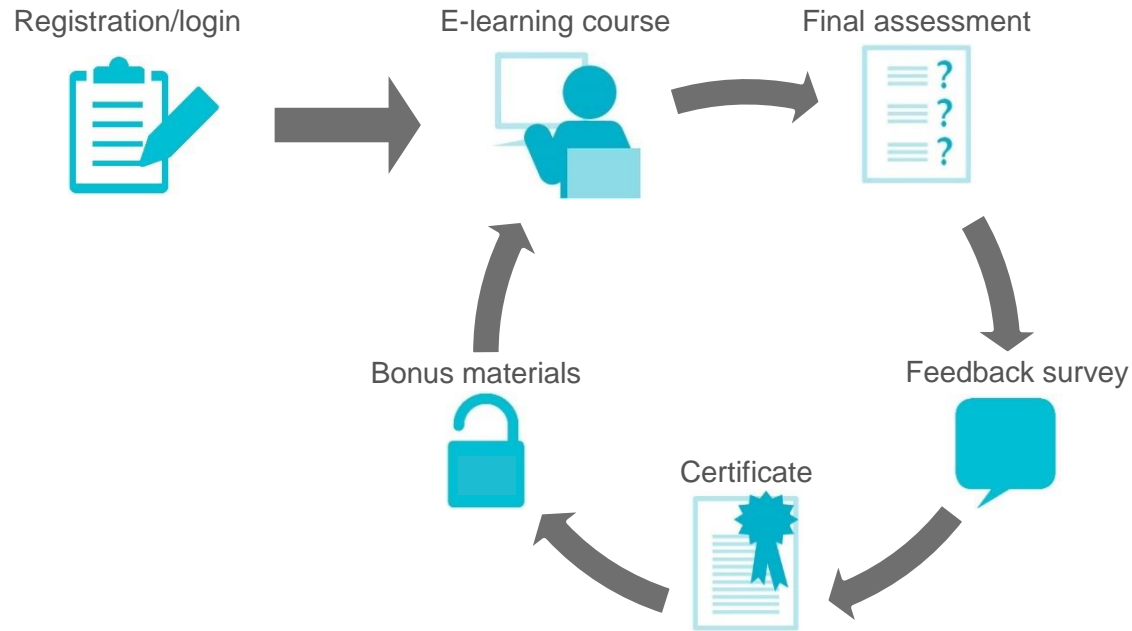 Registration/login
E-learning course
Final assessment
? 
? 
? 
Bonus materials
Feedback survey
Certificate